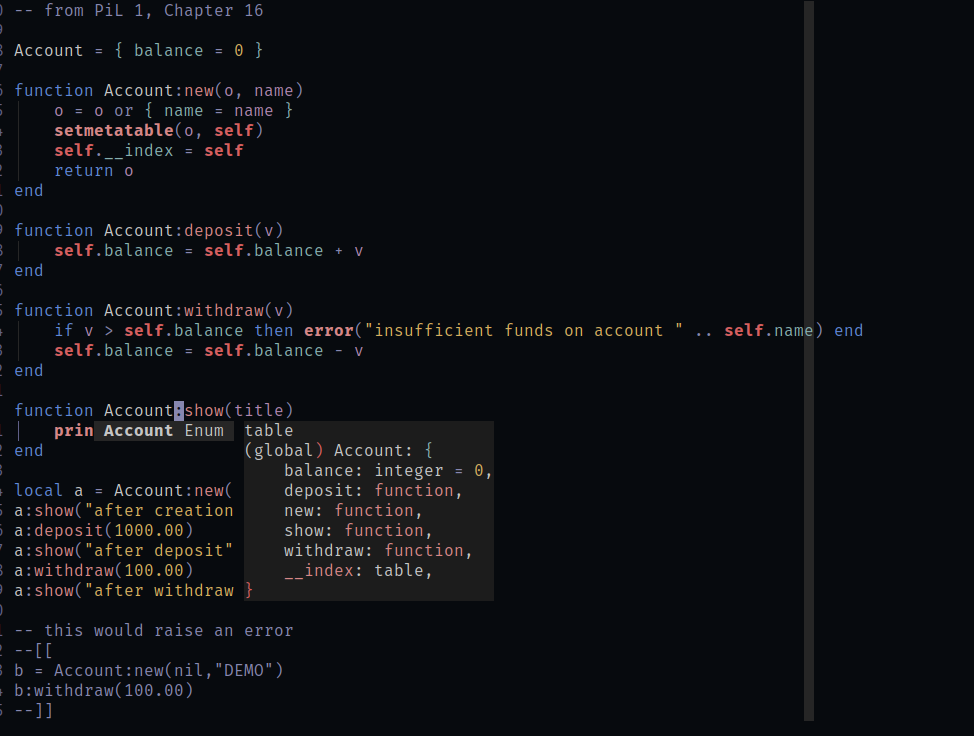 -- from PiL 1, Chapter 16
Account = { balance = 0 }
function Account:new(o, name)
o = o or { name = name }
setmetatable(o, self)
self.__index = self
return o
end
function Account:deposit(v)
self.balance = self.balance + v
end
function Account:withdraw(v)
if v > self.balance then error("insufficient funds on account " .. self.name) end
self.balance = self.balance - v
end
function Account:show(title)
prin Account Enum table
end (global) Account: {
balance: integer = 0,
local a = Account:new( deposit: function,
a:show("after creation new: function,
a:deposit(1000.00) show: function,
a:show("after deposit" withdraw: function,
a:withdraw(100.00) __index: table,
a:show("after withdraw }
-- this would raise an error
--[[
b = Account:new(nil,"DEMO")
b:withdraw(100.00)
--]]